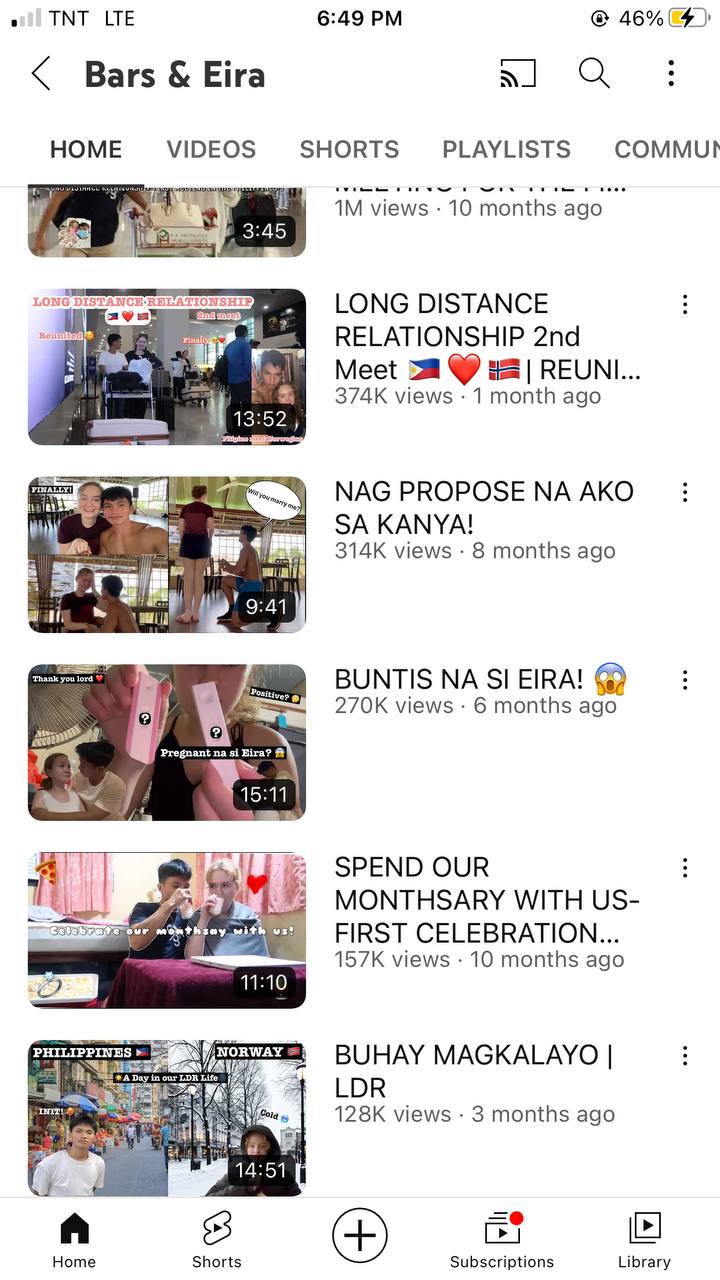 TNT LTE
6:49 PM
46%
Bars & Eira
HOME
VIDEOS
SHORTS
PLAYLISTS
COMMUN
3:45
1M views · 10 months ago
LONG DISTANCE RELATIONSHIP
2nd meet
Reunited
Finally
13:52
LONG DISTANCE
RELATIONSHIP 2nd
Meet 🇵🇭 ❤️ 🇳🇴 | REUNI...
374K views · 1 month ago
FINALLY!
Will you marry me?
9:41
NAG PROPOSE NA AKO
SA KANYA!
314K views · 8 months ago
Thank you lord ❤️
Positive?
?
?
Pregnant na si Eira? 😱
15:11
BUNTIS NA SI EIRA! 😱
270K views · 6 months ago
Celebrate our monthsay with us!
11:10
SPEND OUR
MONTHSARY WITH US-
FIRST CELEBRATION...
157K views · 10 months ago
PHILIPPINES 🇵🇭
NORWAY 🇳🇴
A Day in our LDR Life
INIT!
Cold
14:51
BUHAY MAGKALAYO |
LDR
128K views · 3 months ago
Home
Shorts
Subscriptions
Library